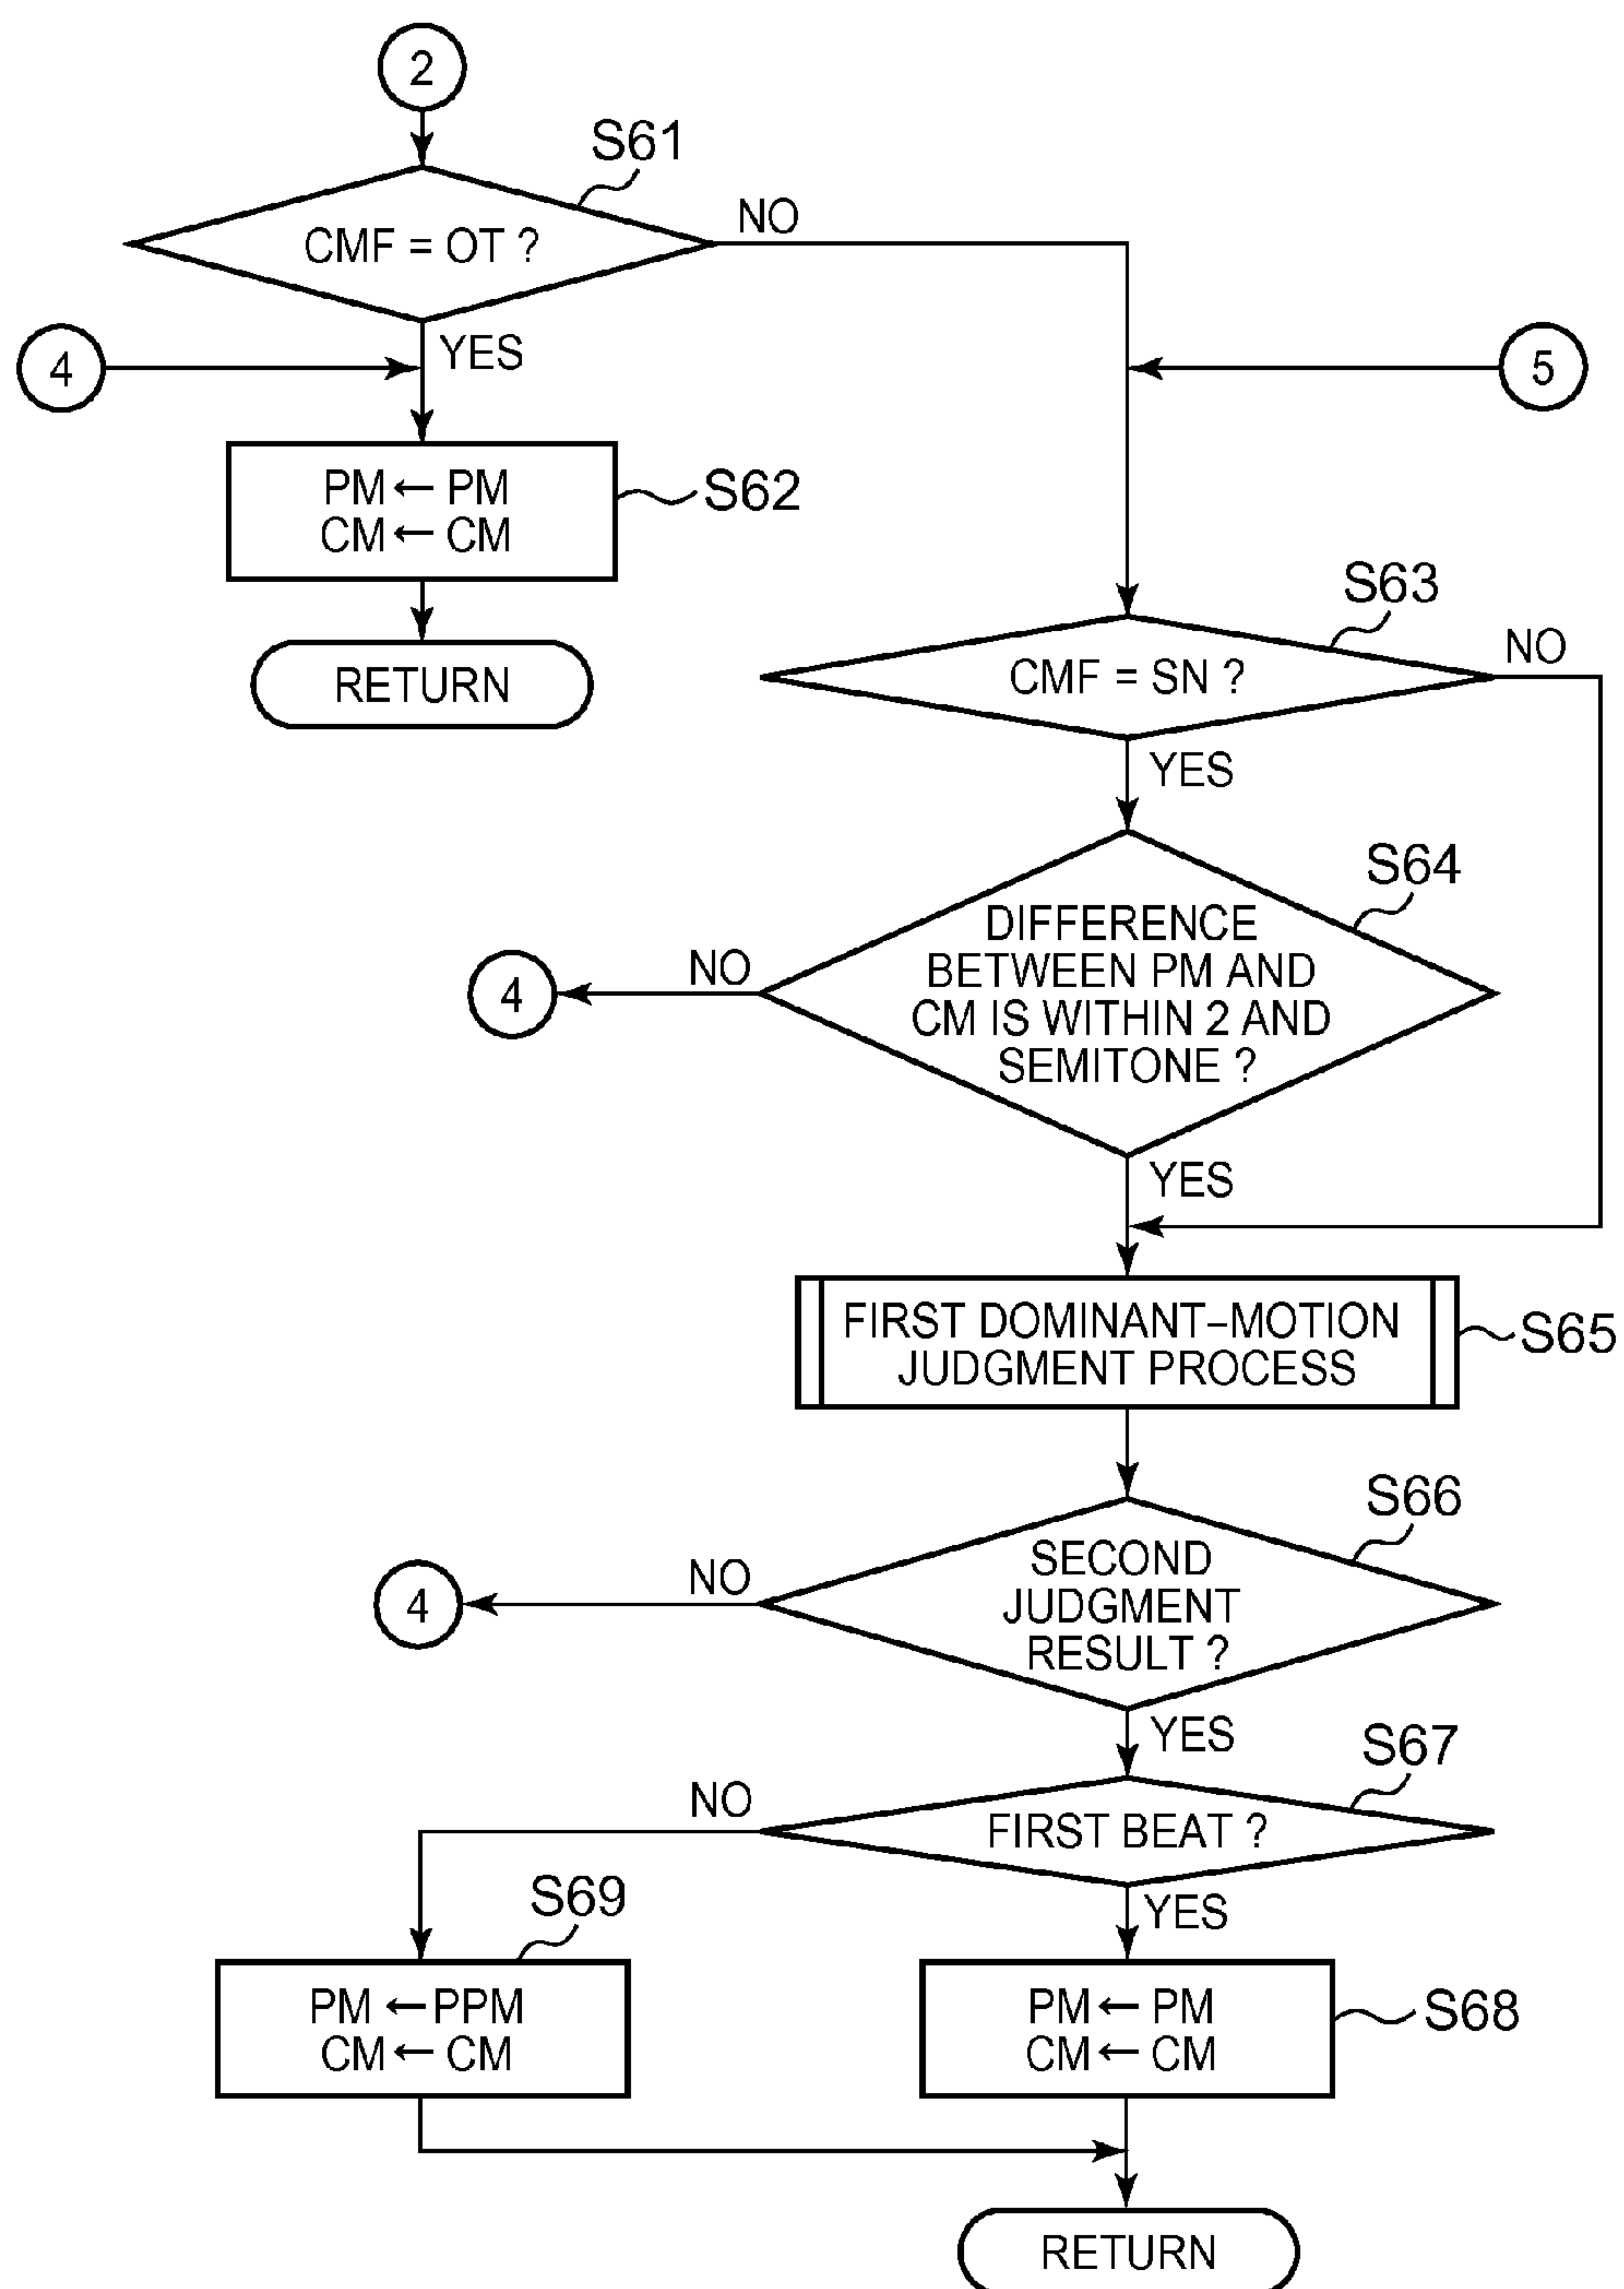 2
S61
CMF = OT ?
NO
YES
4
5
PM ← PM
CM ← CM
S62
RETURN
S63
CMF = SN ?
NO
YES
S64
DIFFERENCE
BETWEEN PM AND
CM IS WITHIN 2 AND
SEMITONE ?
NO
4
YES
FIRST DOMINANT–MOTION
JUDGMENT PROCESS
S65
S66
SECOND
JUDGMENT
RESULT ?
NO
4
YES
S67
FIRST BEAT ?
NO
YES
S69
PM ← PPM
CM ← CM
PM ← PM
CM ← CM
S68
RETURN